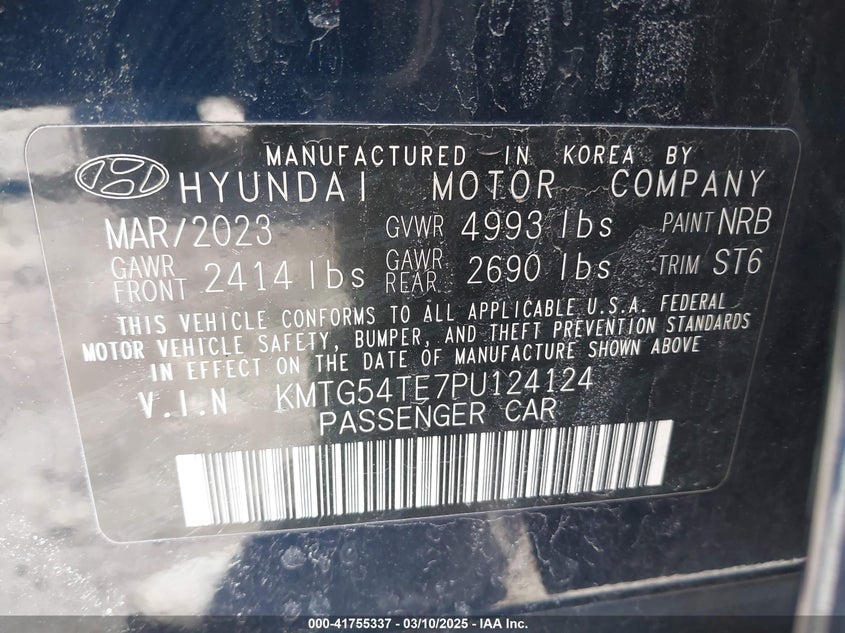 MANUFACTURED IN KOREA BY
HYUNDAI MOTOR COMPANY
MAR/2023 GVWR 4993 lbs PAINT NRB
GAWR FRONT 2414 lbs GAWR REAR 2690 lbs TRIM ST6
THIS VEHICLE CONFORMS TO ALL APPLICABLE U.S.A. FEDERAL
MOTOR VEHICLE SAFETY, BUMPER, AND THEFT PREVENTION STANDARDS
IN EFFECT ON THE DATE OF MANUFACTURE SHOWN ABOVE
V.I.N KMTG54TE7PU124124
PASSENGER CAR
000-41755337 - 03/10/2025 - IAA Inc.